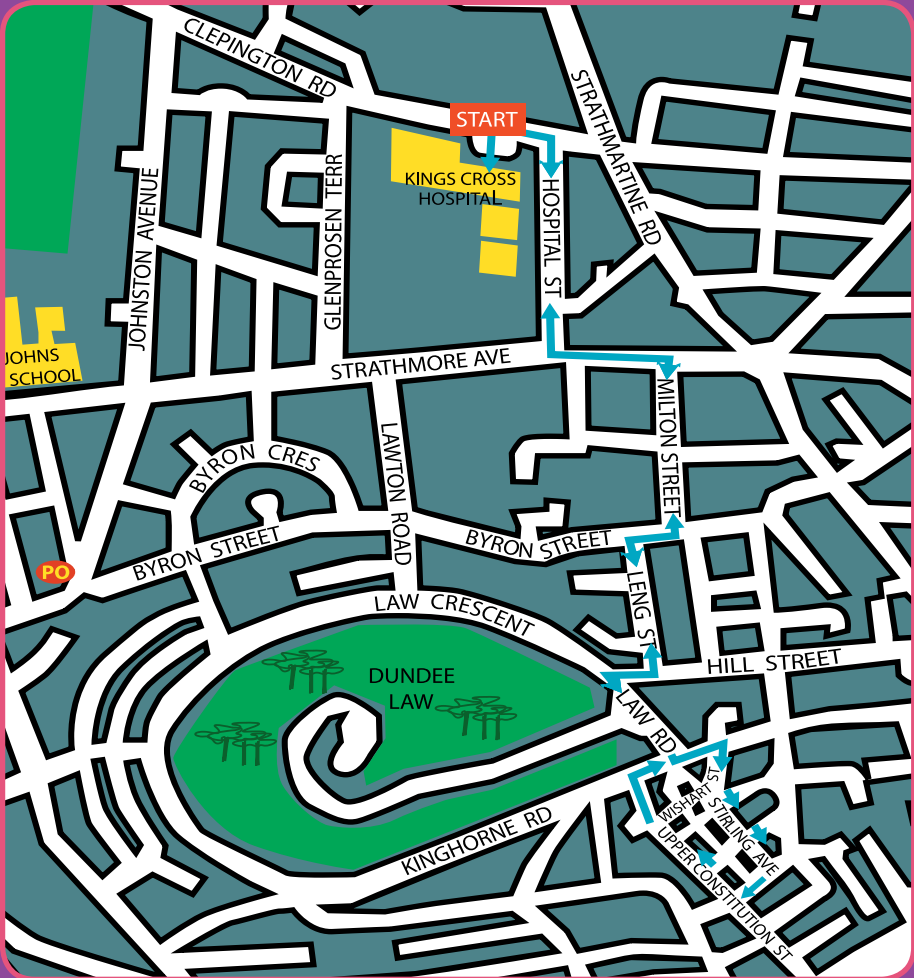 CLEPINGTON RD
START
STRATHMARTINE RD
KINGS CROSS
HOSPITAL
HOSPITAL ST
JOHNSTON AVENUE
GLENPROSEN TERR
JOHNS
SCHOOL
STRATHMORE AVE
MILTON STREET
BYRON CRES
LAWTON ROAD
BYRON STREET
BYRON STREET
PO
LENG ST
LAW CRESCENT
HILL STREET
DUNDEE
LAW
LAW RD
WISHART ST
STIRLING AVE
KINGHORNE RD
UPPER CONSTITUTION ST